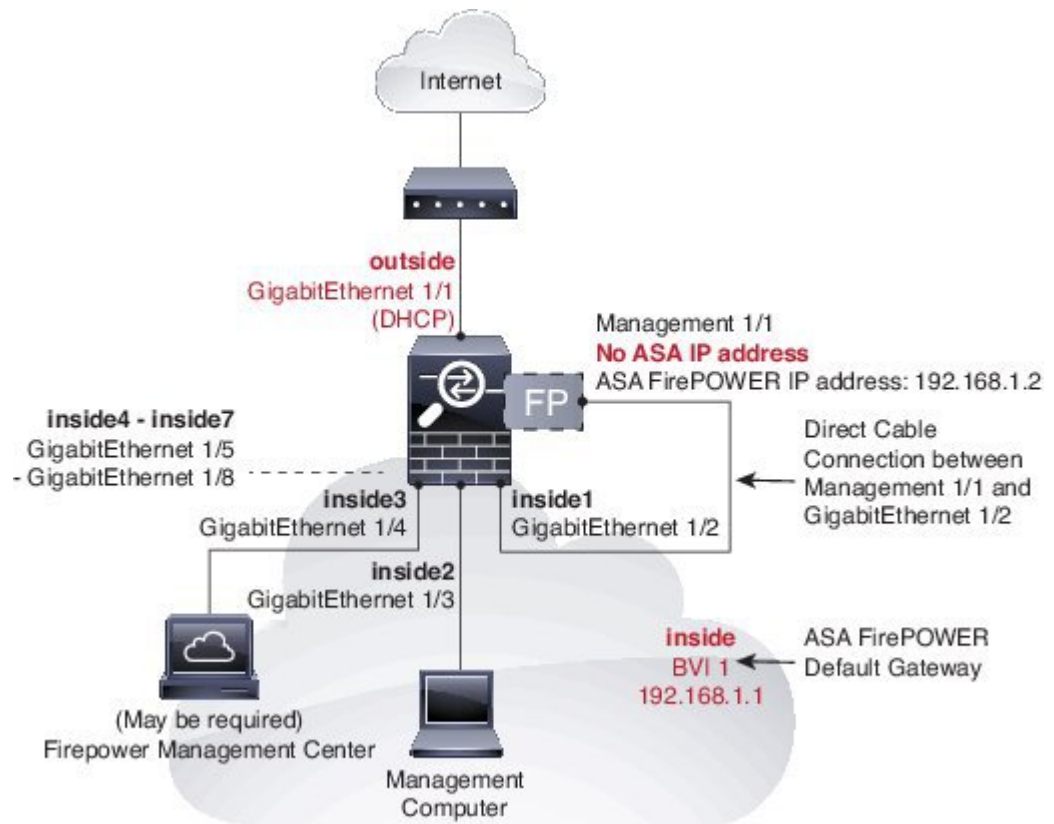 Internet
outside
GigabitEthernet 1/1
(DHCP)
Management 1/1
No ASA IP address
ASA FirePOWER IP address: 192.168.1.2
FP
inside4 - inside7
GigabitEthernet 1/5
- GigabitEthernet 1/8
Direct Cable
Connection between
Management 1/1 and
GigabitEthernet 1/2
inside3
GigabitEthernet 1/4
inside1
GigabitEthernet 1/2
inside2
GigabitEthernet 1/3
inside
BVI 1
192.168.1.1
ASA FirePOWER
Default Gateway
(May be required)
Firepower Management Center
Management
Computer